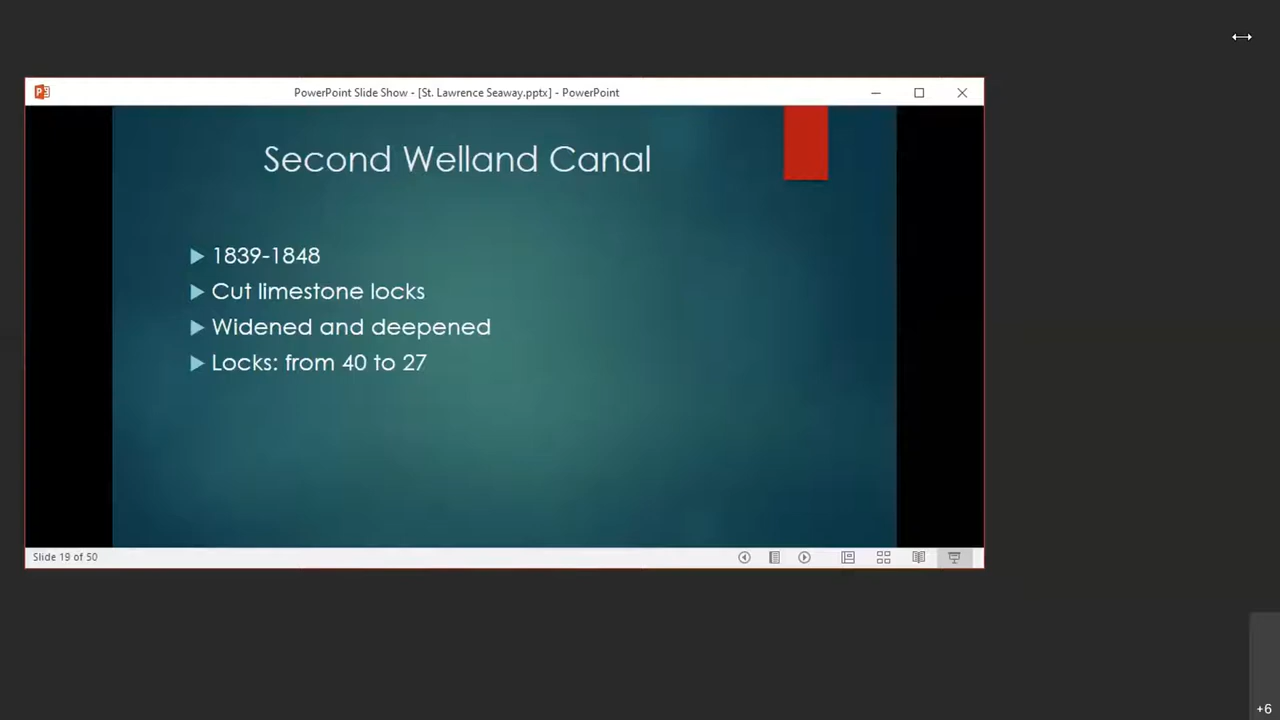 PowerPoint Slide Show - [St. Lawrence Seaway.pptx] - PowerPoint
Second Welland Canal
1839-1848
Cut limestone locks
Widened and deepened
Locks: from 40 to 27
Slide 19 of 50
+6